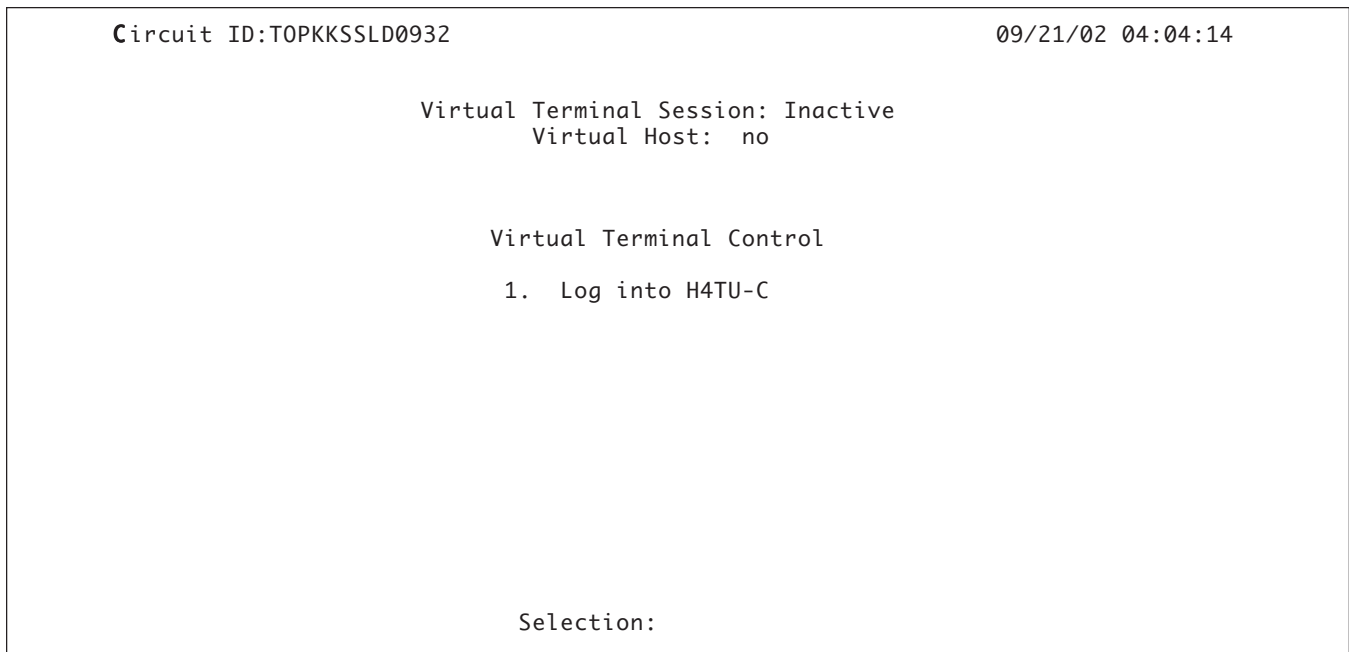 Circuit ID:TOPKKSSLD0932 09/21/02 04:04:14
Virtual Terminal Session: Inactive
Virtual Host: no
Virtual Terminal Control
1. Log into H4TU-C
Selection: